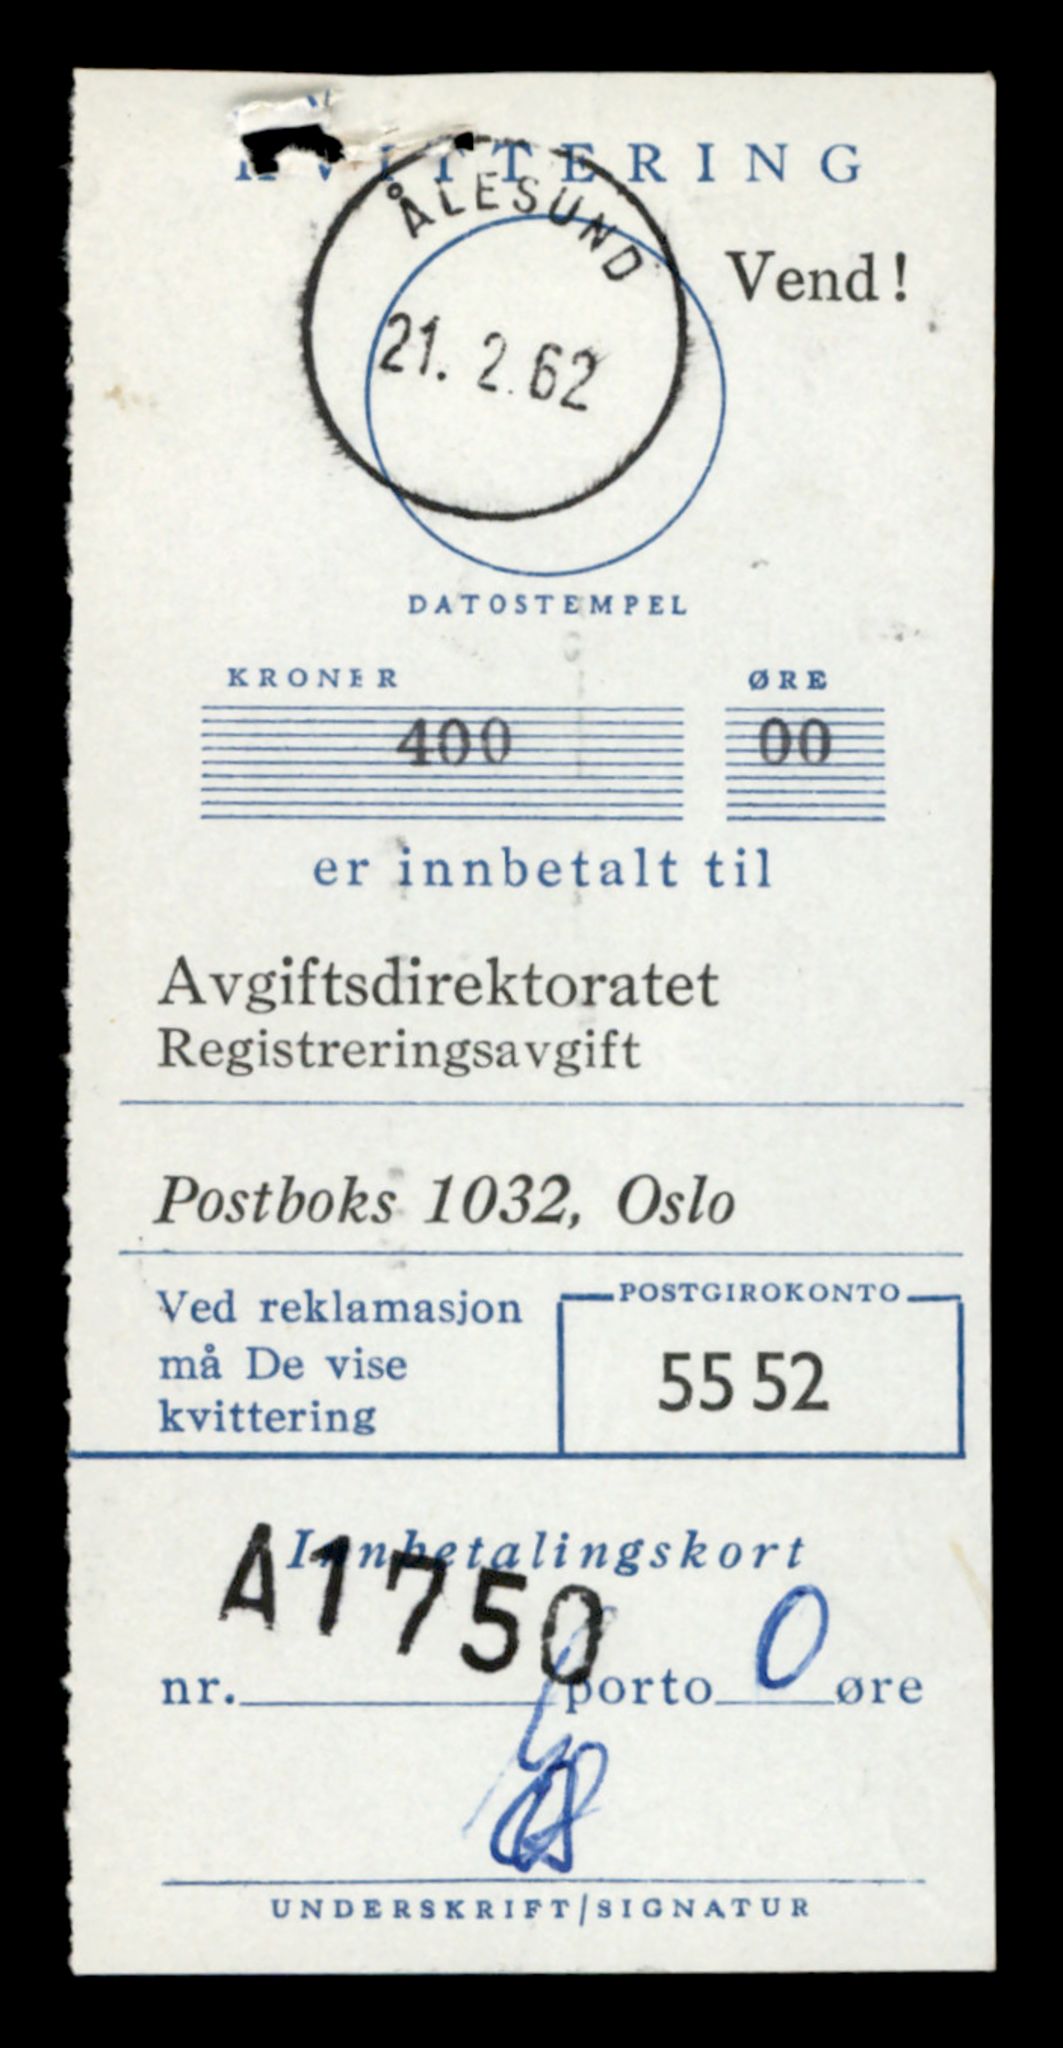 KVITTERING
ÅLESUND
Vend!
21. 2. 62
DATOSTEMPEL
KRONER ØRE
400 00
er innbetalt til
Avgiftsdirektoratet
Registreringsavgift
Postboks 1032, Oslo
Ved reklamasjon
må De vise
kvittering
POSTGIROKONTO
55 52
Innbetalingskort
A1750
nr. porto 0 øre
UNDERSKRIFT/SIGNATUR